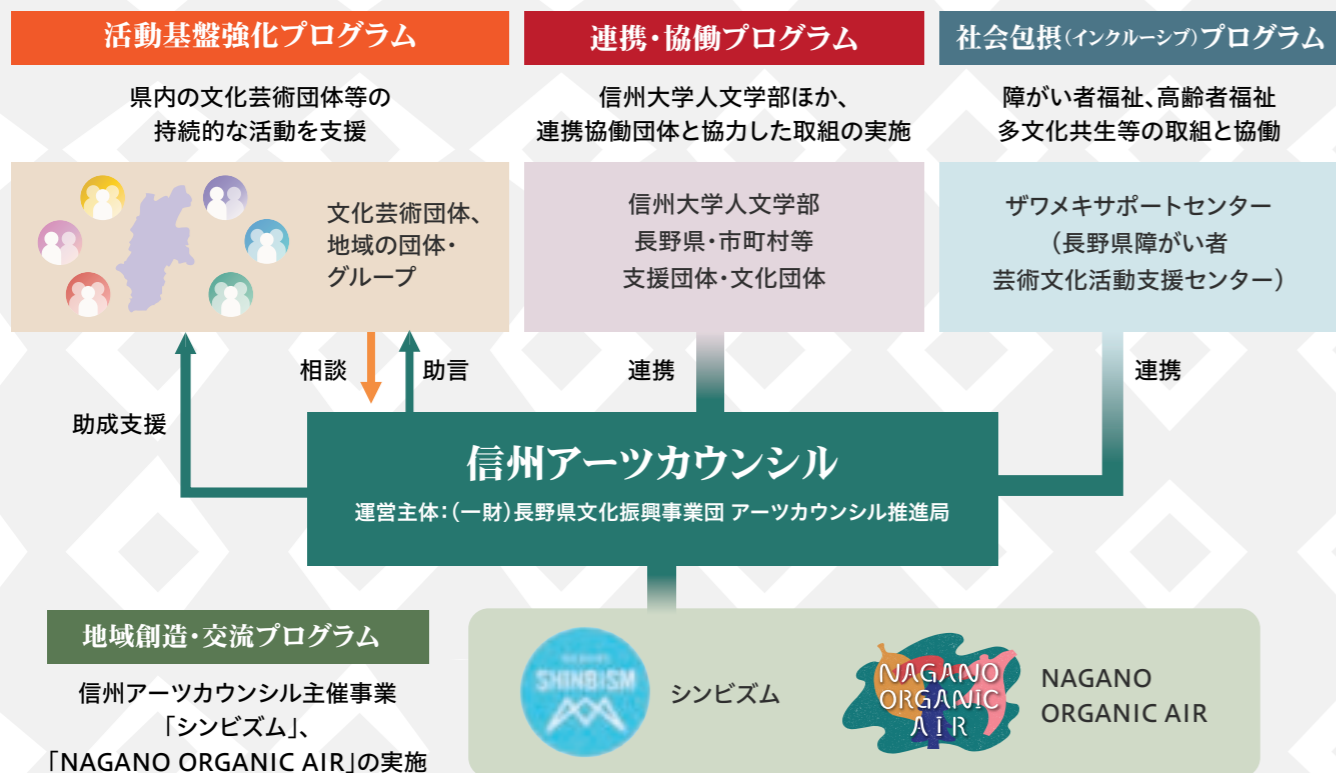 活動基盤強化プログラム
県内の文化芸術団体等の
持続的な活動を支援
文化芸術団体、
地域の団体・
グループ
連携・協働プログラム
信州大学人文学部ほか、
連携協働団体と協力した取組の実施
信州大学人文学部
長野県・市町村等
支援団体・文化団体
社会包摂(インクルーシブ)プログラム
障がい者福祉、高齢者福祉
多文化共生等の取組と協働
ザワメキサポートセンター
(長野県障がい者
芸術文化活動支援センター)
相談
助言
連携
連携
助成支援
信州アーツカウンシル
運営主体:(一財)長野県文化振興事業団 アーツカウンシル推進局
地域創造・交流プログラム
信州アーツカウンシル主催事業
「シンビズム」、
「NAGANO ORGANIC AIR」の実施
SHINBISM
シンビズム
NAGANO
ORGANIC
AIR
NAGANO
ORGANIC AIR